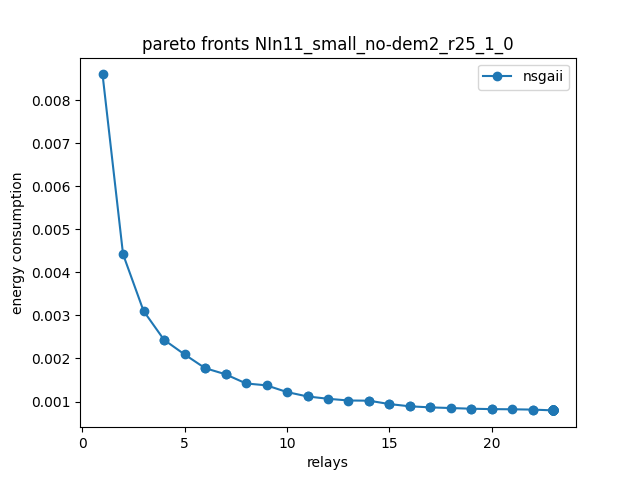 pareto fronts NIn11_small_no-dem2_r25_1_0
nsgaii
energy consumption
0.008
0.007
0.006
0.005
0.004
0.003
0.002
0.001
0 5 10 15 20
relays